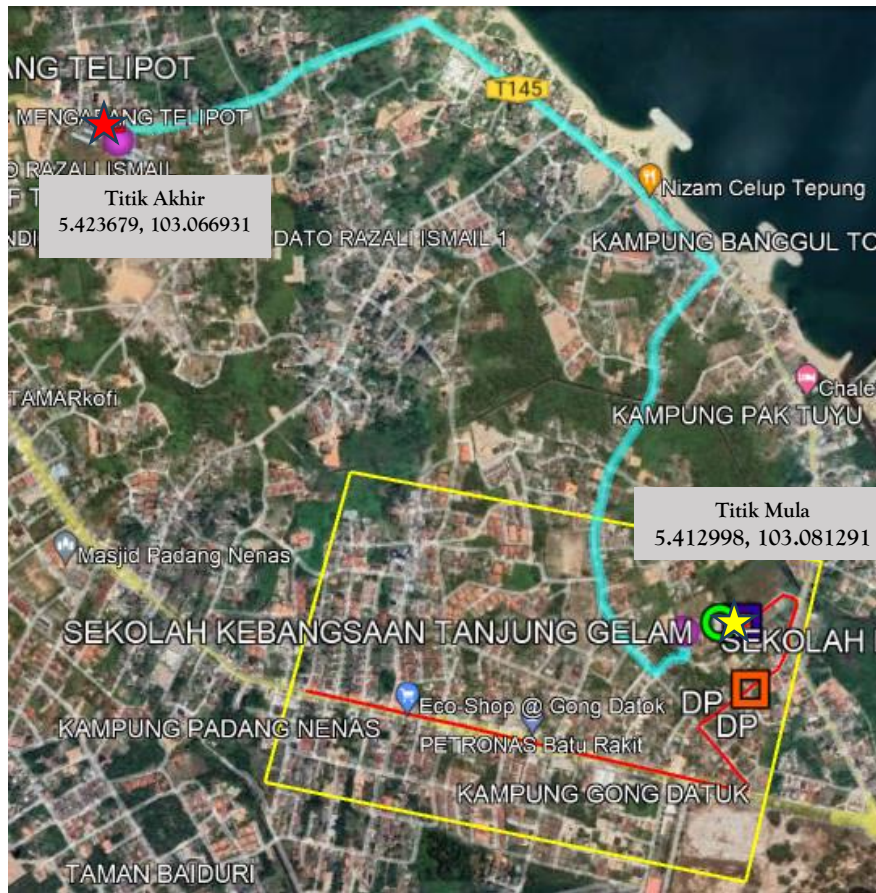 ANG TELIPOT
T145
MENGABANG TELIPOT
O RAZALI ISMAIL
Titik Akhir
5.423679, 103.066931
DATO RAZALI ISMAIL 1
Nizam Celup Tepung
KAMPUNG BANGGUL TO
TAMARkofi
Chale
KAMPUNG PAK TUYU
Titik Mula
5.412998, 103.081291
Masjid Padang Nenas
SEKOLAH KEBANGSAAN TANJUNG GELAM
SEKOLAH
Eco-Shop @ Gong Datok
DP
DP
KAMPUNG PADANG NENAS
PETRONAS Batu Rakit
KAMPUNG GONG DATUK
TAMAN BAIDURI